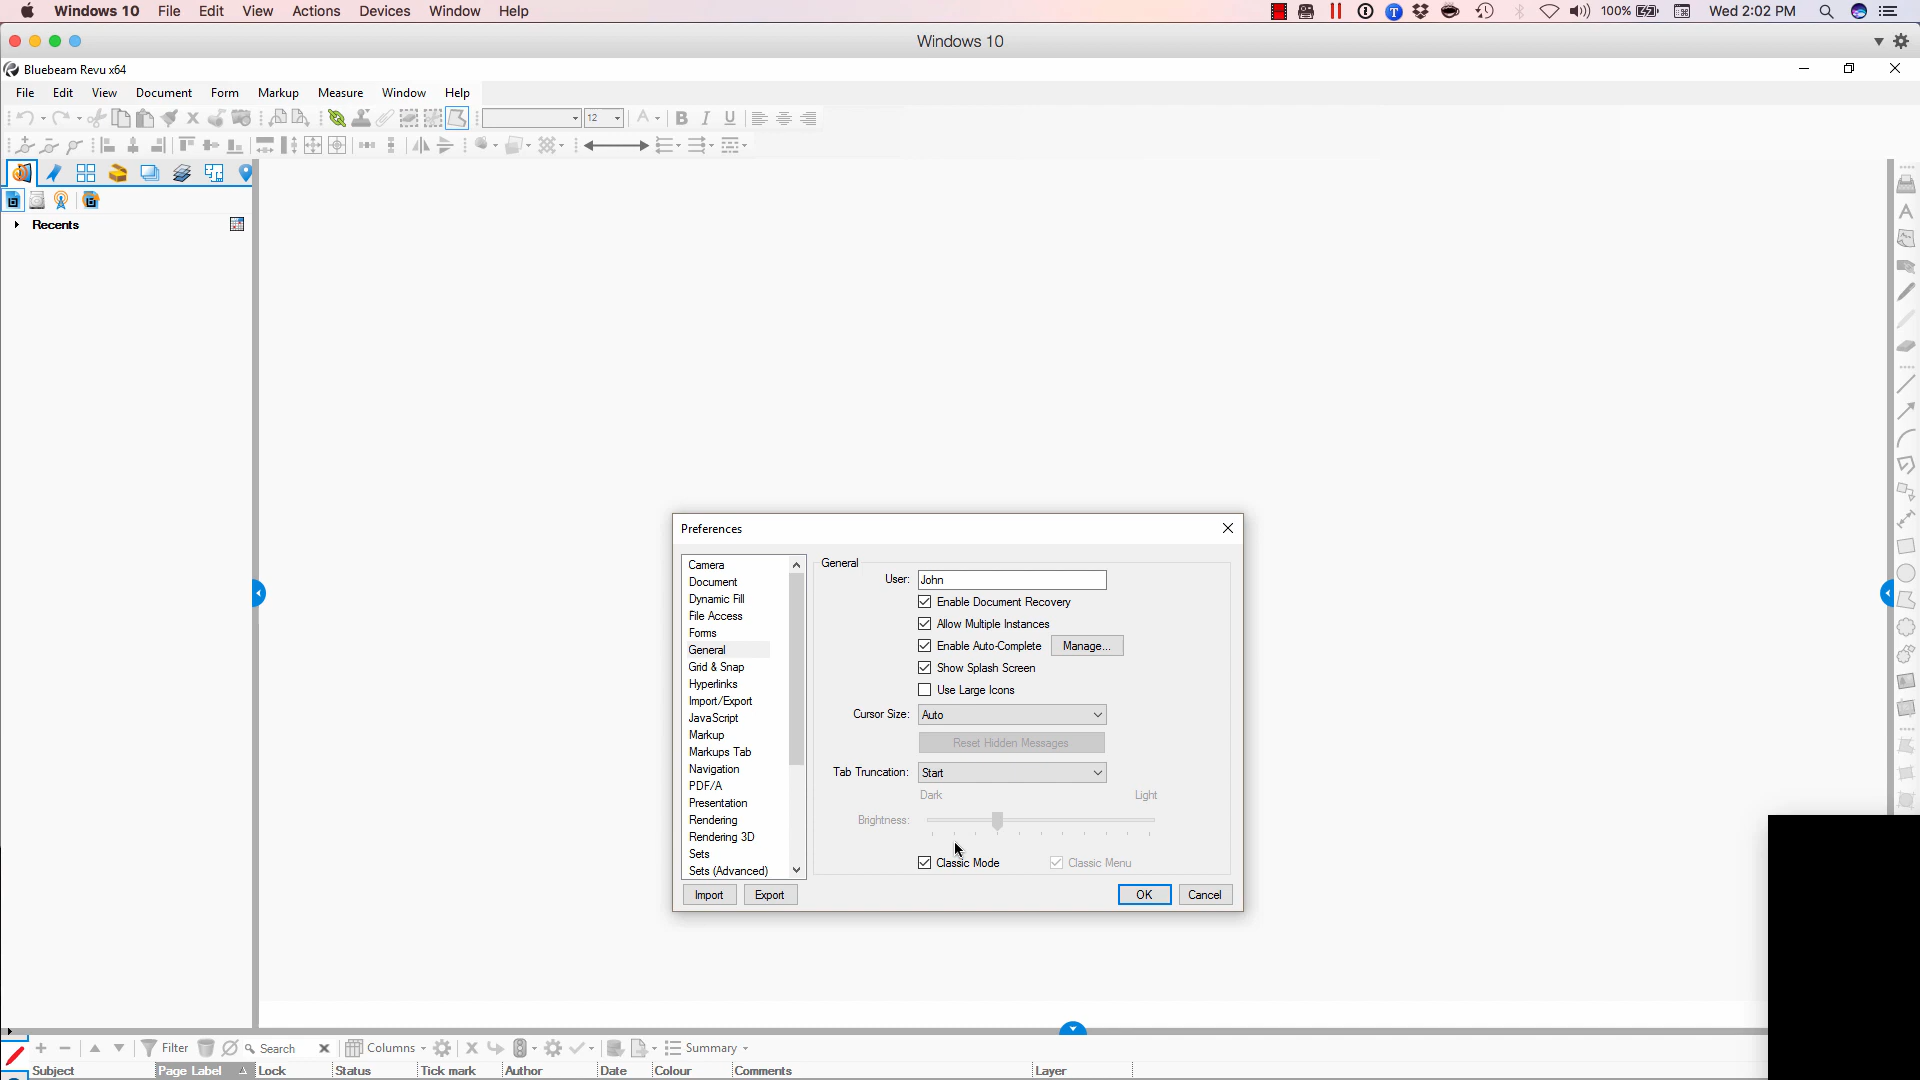 Windows 10 File Edit View Actions Devices Window Help 100% Wed 2:02 PM
Windows 10
Bluebeam Revu x64
File Edit View Document Form Markup Measure Window Help
12 A B I U
Recents
Preferences
Camera
Document
Dynamic Fill
File Access
Forms
General
Grid & Snap
Hyperlinks
Import/Export
JavaScript
Markup
Markups Tab
Navigation
PDF/A
Presentation
Rendering
Rendering 3D
Sets
Sets (Advanced)
Import Export
General
User: John
Enable Document Recovery
Allow Multiple Instances
Enable Auto-Complete Manage...
Show Splash Screen
Use Large Icons
Cursor Size: Auto
Reset Hidden Messages
Tab Truncation: Start
Dark Light
Brightness:
Classic Mode Classic Menu
OK Cancel
Filter Search Columns Summary
Subject Page Label Lock Status Tick mark Author Date Colour Comments Layer